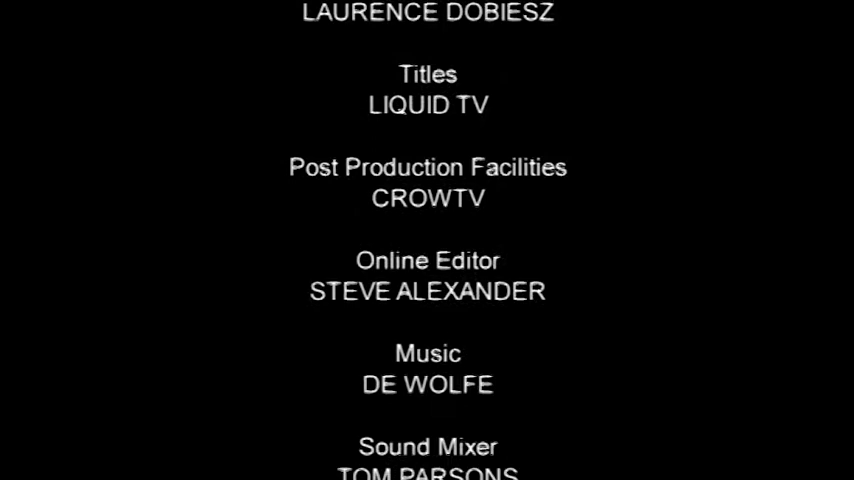 LAURENCE DOBIESZ
Titles
LIQUID TV
Post Production Facilities
CROWTV
Online Editor
STEVE ALEXANDER
Music
DE WOLFE
Sound Mixer
TOM PARSONS